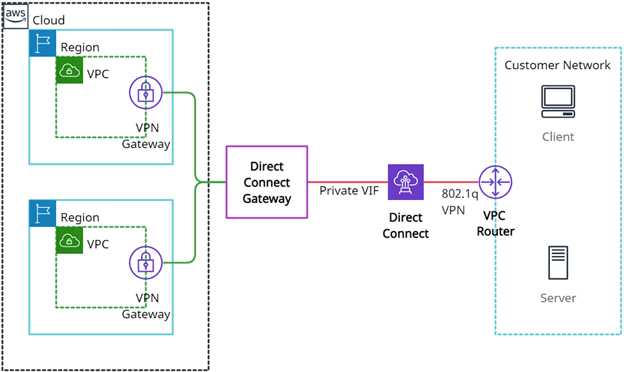 aws
Cloud
Region
VPC
VPN
Gateway
Region
VPC
VPN
Gateway
Direct
Connect
Gateway
Private VIF
Direct
Connect
802.1q
VPN
VPC
Router
Customer Network
Client
Server